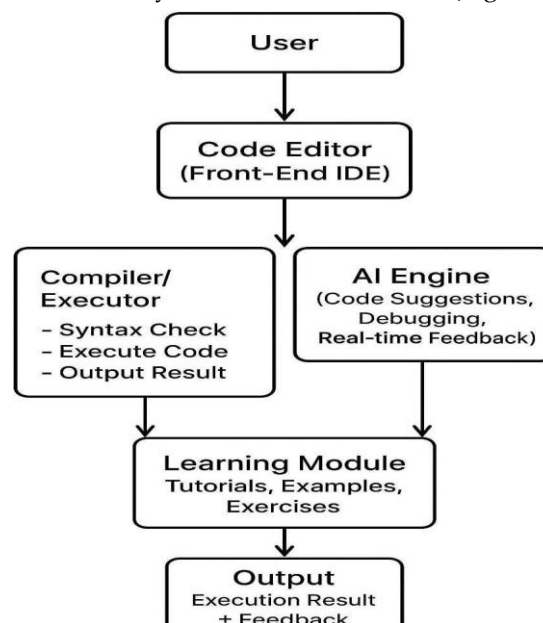 User
Code Editor
(Front-End IDE)
Compiler/
Executor
– Syntax Check
– Execute Code
– Output Result
AI Engine
(Code Suggestions,
Debugging,
Real-time Feedback)
Learning Module
Tutorials, Examples,
Exercises
Output
Execution Result
+ Feedback